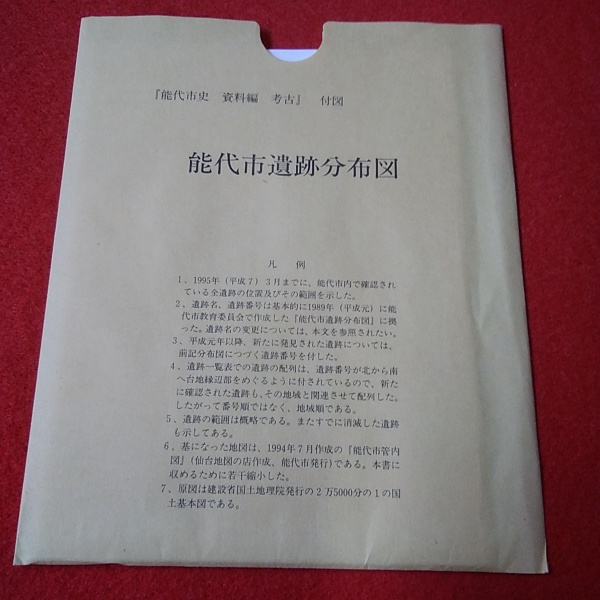 『能代市史 資料編 考古』 付図
能代市遺跡分布図
凡 例
1、1995年(平成7)3月までに、能代市内で確認され
ている全遺跡の位置及びその範囲を示した。
2、遺跡名、遺跡番号は基本的に1989年(平成元)に能
代市教育委員会で作成した『能代市遺跡分布図』に拠
った。遺跡名の変更については、本文を参照されたい。
3、平成元年以降、新たに発見された遺跡については、
前記分布図につづく遺跡番号を付した。
4、遺跡一覧表での遺跡の配列は、遺跡番号が北から南
へ台地縁辺部をめぐるように付されているので、新た
に確認された遺跡も、その地域と関連させて配列した。
したがって番号順ではなく、地域順である。
5、遺跡の範囲は概略である。またすでに消滅した遺跡
も示してある。
6、基になった地図は、1994年7月作成の『能代市管内
図』(仙台地図の店作成、能代市発行)である。本書に
収めるために若干縮小した。
7、原図は建設省国土地理院発行の2万5000分の1の国
土基本図である。